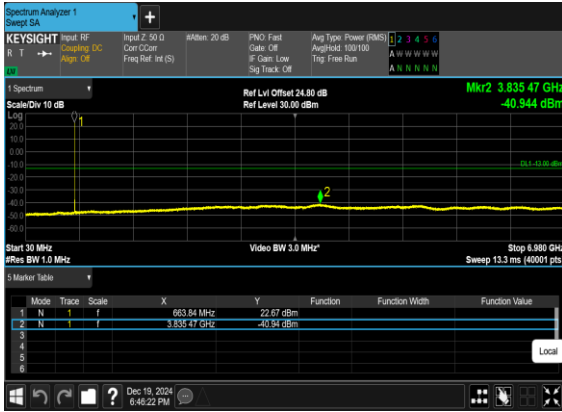 Spectrum Analyzer 1
Swept SA
+
KEYSIGHT
R T
Input: RF
Coupling: DC
Align: Off
Input Z: 50 Ω
Corr CCorr
Freq Ref: Int (S)
#Atten: 20 dB
PNO: Fast
Gate: Off
IF Gain: Low
Sig Track: Off
Avg Type: Power (RMS)
Avg|Hold: 100/100
Trig: Free Run
1 2 3 4 5 6
A W W W W W
A N N N N N
1 Spectrum
Scale/Div 10 dB
Ref Lvl Offset 24.80 dB
Ref Level 30.00 dBm
Mkr2 3.835 47 GHz
-40.944 dBm
Log
20.0
10.0
0.00
-10.0
-20.0
-30.0
-40.0
-50.0
-60.0
1
2
DL1 -13.00 dBm
Start 30 MHz
#Res BW 1.0 MHz
Video BW 3.0 MHz*
Stop 6.980 GHz
Sweep 13.3 ms (40001 pts)
5 Marker Table
Mode Trace Scale X Y Function Function Width Function Value
1 N 1 f 663.84 MHz 22.67 dBm
2 N 1 f 3.835 47 GHz -40.94 dBm
3
4
5
6
Local
?
Dec 19, 2024
6:46:22 PM